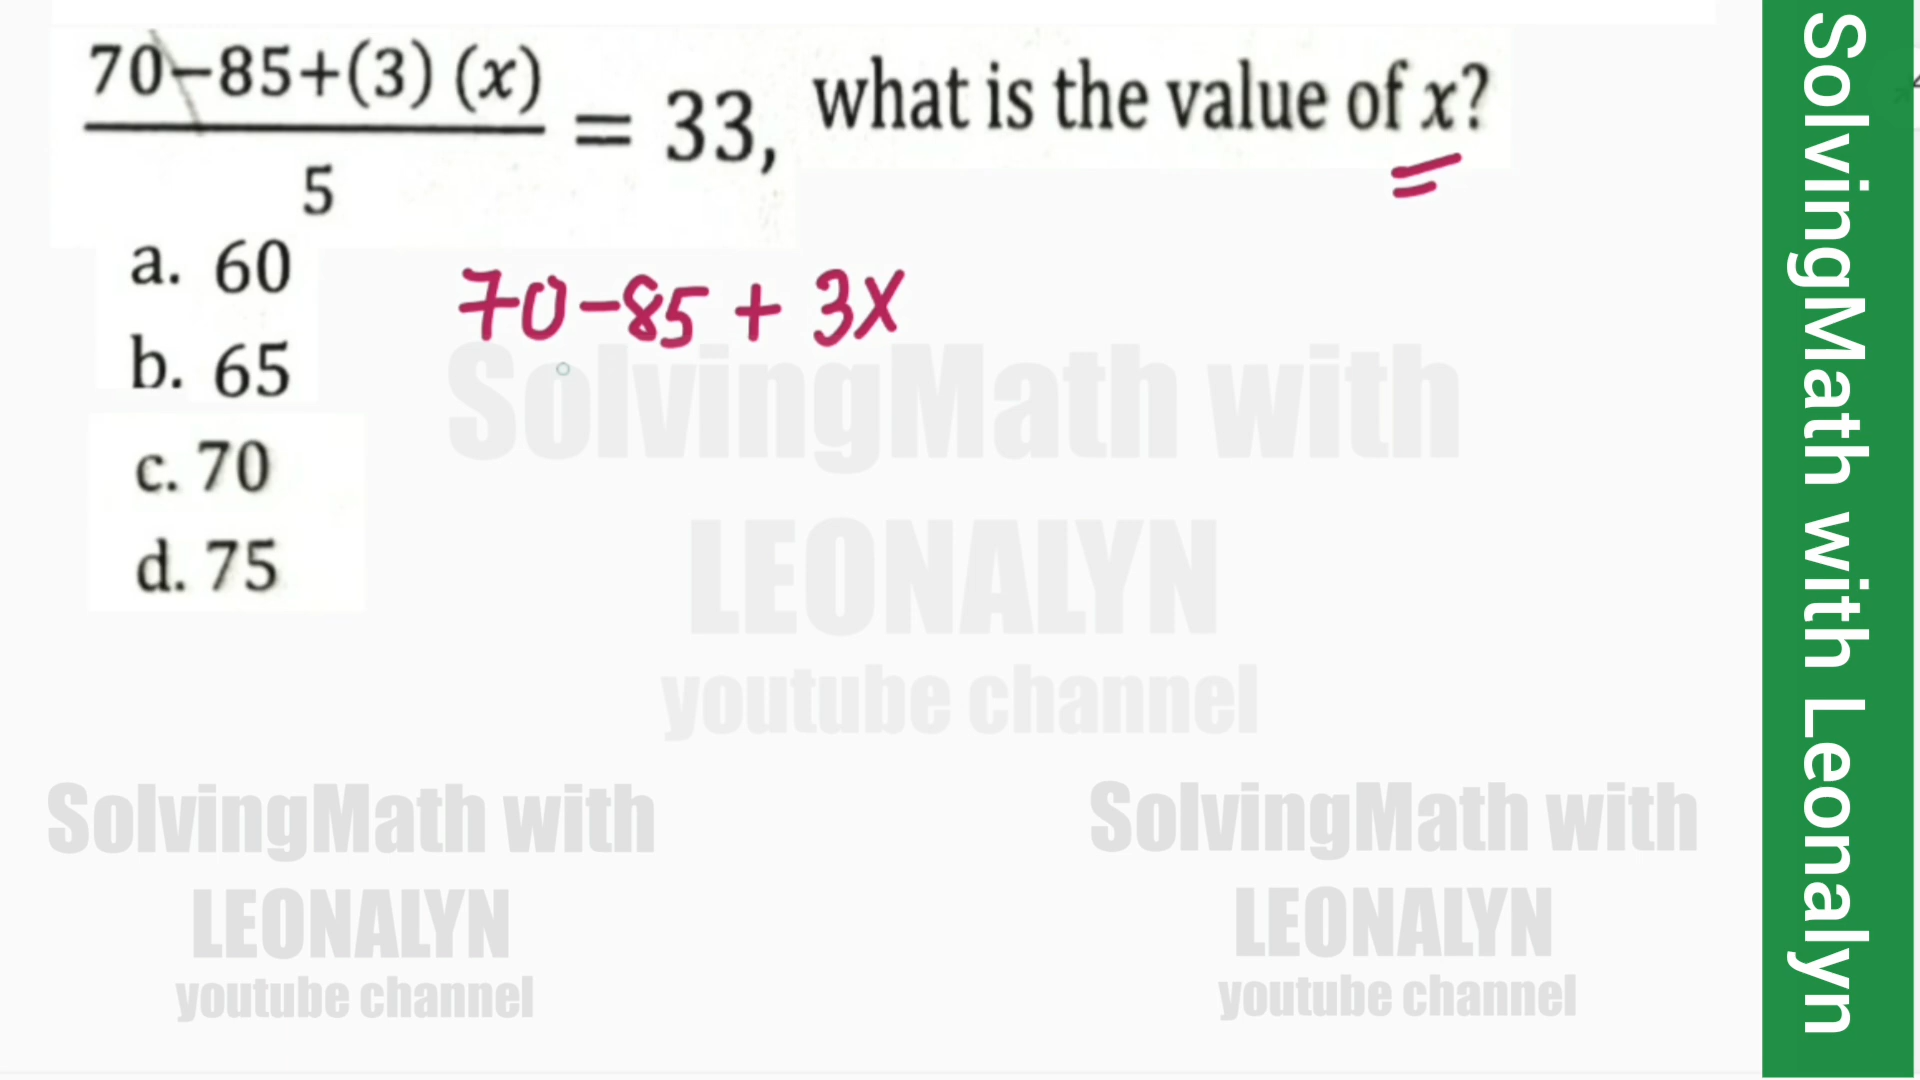 70−85+(3) (x)
5
= 33, what is the value of x?
a. 60
b. 65
c. 70
d. 75
70-85 + 3x
SolvingMath with
LEONALYN
youtube channel
SolvingMath with
LEONALYN
youtube channel
SolvingMath with
LEONALYN
youtube channel
SolvingMath with Leonalyn